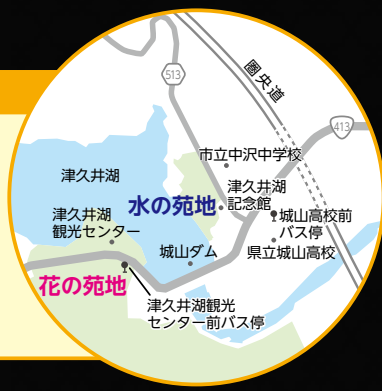 513
圏央道
413
市立中沢中学校
津久井湖
津久井湖
記念館
水の苑地
城山高校前
バス停
津久井湖
観光センター
県立城山高校
城山ダム
花の苑地
津久井湖観光
センター前バス停